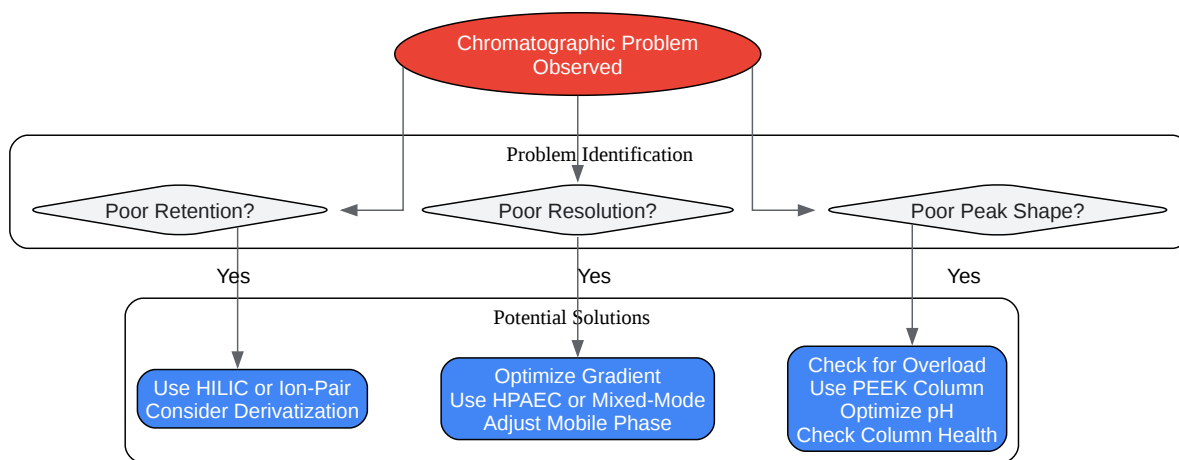 Chromatographic Problem
Observed
Problem Identification
Poor Retention?
Poor Resolution?
Poor Peak Shape?
Yes
Yes
Yes
Potential Solutions
Use HILIC or Ion-Pair
Consider Derivatization
Optimize Gradient
Use HPAEC or Mixed-Mode
Adjust Mobile Phase
Check for Overload
Use PEEK Column
Optimize pH
Check Column Health